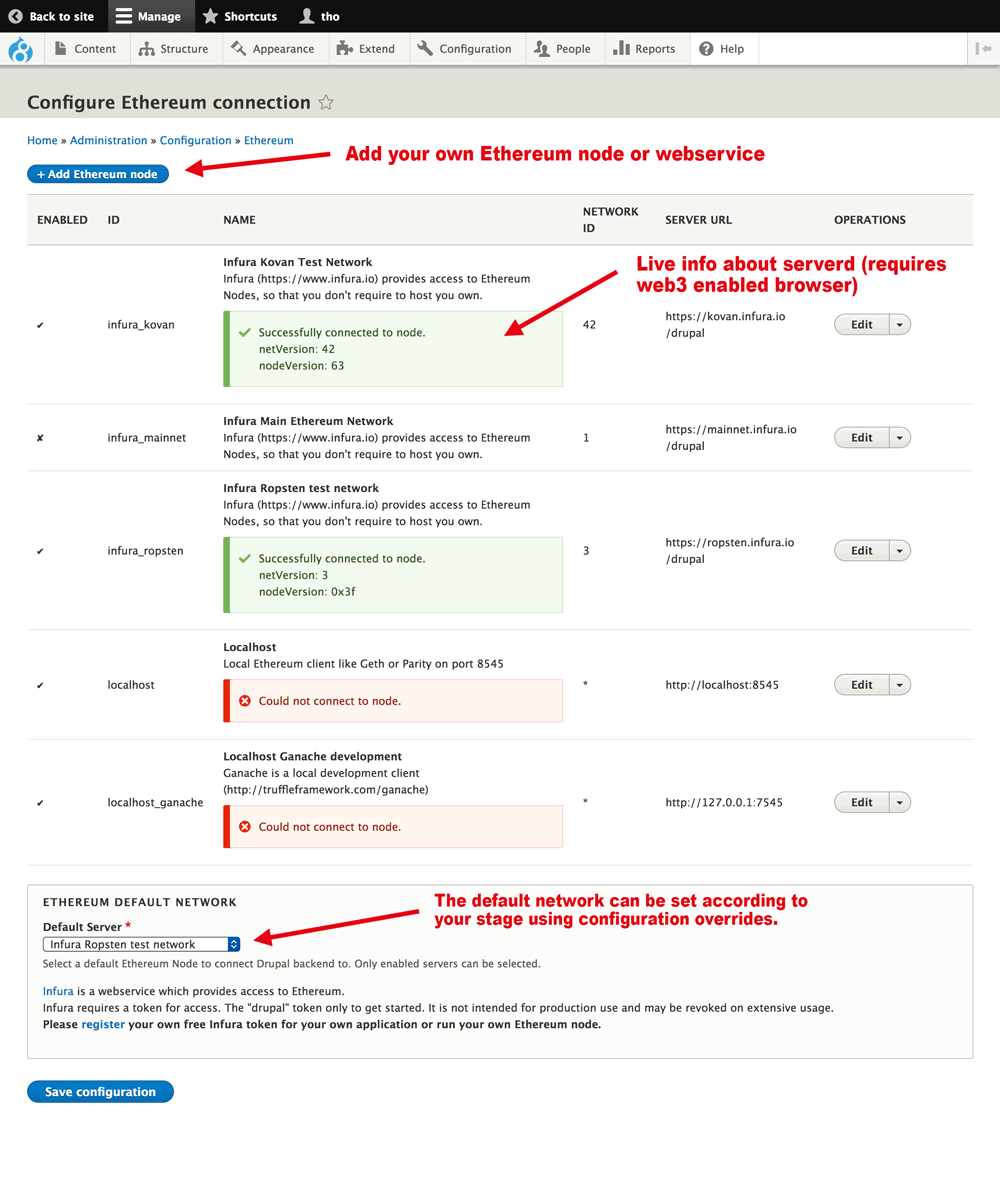 Back to site Manage Shortcuts tho
Content Structure Appearance Extend Configuration People Reports Help
Configure Ethereum connection
Home » Administration » Configuration » Ethereum
Add your own Ethereum node or webservice
+ Add Ethereum node
ENABLED ID NAME NETWORK ID SERVER URL OPERATIONS
Infura Kovan Test Network
Infura (https://www.infura.io) provides access to Ethereum
Nodes, so that you don't require to host you own.
Live info about serverd (requires
web3 enabled browser)
✔ infura_kovan
Successfully connected to node.
netVersion: 42
nodeVersion: 63
42
https://kovan.infura.io
/drupal
Edit
Infura Main Ethereum Network
Infura (https://www.infura.io) provides access to Ethereum
Nodes, so that you don't require to host you own.
✘ infura_mainnet
1
https://mainnet.infura.io
/drupal
Edit
Infura Ropsten test network
Infura (https://www.infura.io) provides access to Ethereum
Nodes, so that you don't require to host you own.
✔ infura_ropsten
Successfully connected to node.
netVersion: 3
nodeVersion: 0x3f
3
https://ropsten.infura.io
/drupal
Edit
Localhost
Local Ethereum client like Geth or Parity on port 8545
✔ localhost
Could not connect to node.
*
http://localhost:8545
Edit
Localhost Ganache development
Ganache is a local development client
(http://truffleframework.com/ganache)
✔ localhost_ganache
Could not connect to node.
*
http://127.0.0.1:7545
Edit
ETHEREUM DEFAULT NETWORK
The default network can be set according to
your stage using configuration overrides.
Default Server *
Infura Ropsten test network
Select a default Ethereum Node to connect Drupal backend to. Only enabled servers can be selected.
Infura is a webservice which provides access to Ethereum.
Infura requires a token for access. The "drupal" token only to get started. It is not intended for production use and may be revoked on extensive usage.
Please register your own free Infura token for your own application or run your own Ethereum node.
Save configuration